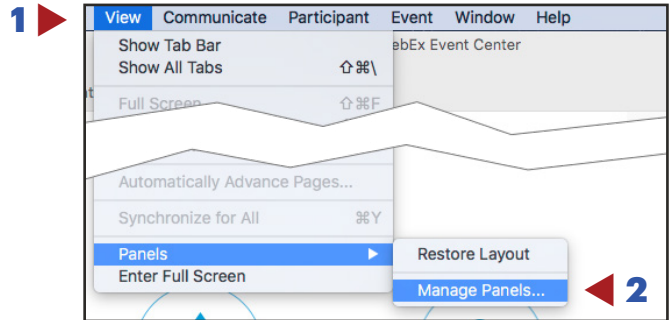 1 View Communicate Participant Event Window Help
Show Tab Bar
ebEx Event Center
Show All Tabs ⇧⌘\
Full Screen ⇧⌘F
Automatically Advance Pages...
Synchronize for All ⌘Y
Panels ▶ Restore Layout
Enter Full Screen
Manage Panels... 2